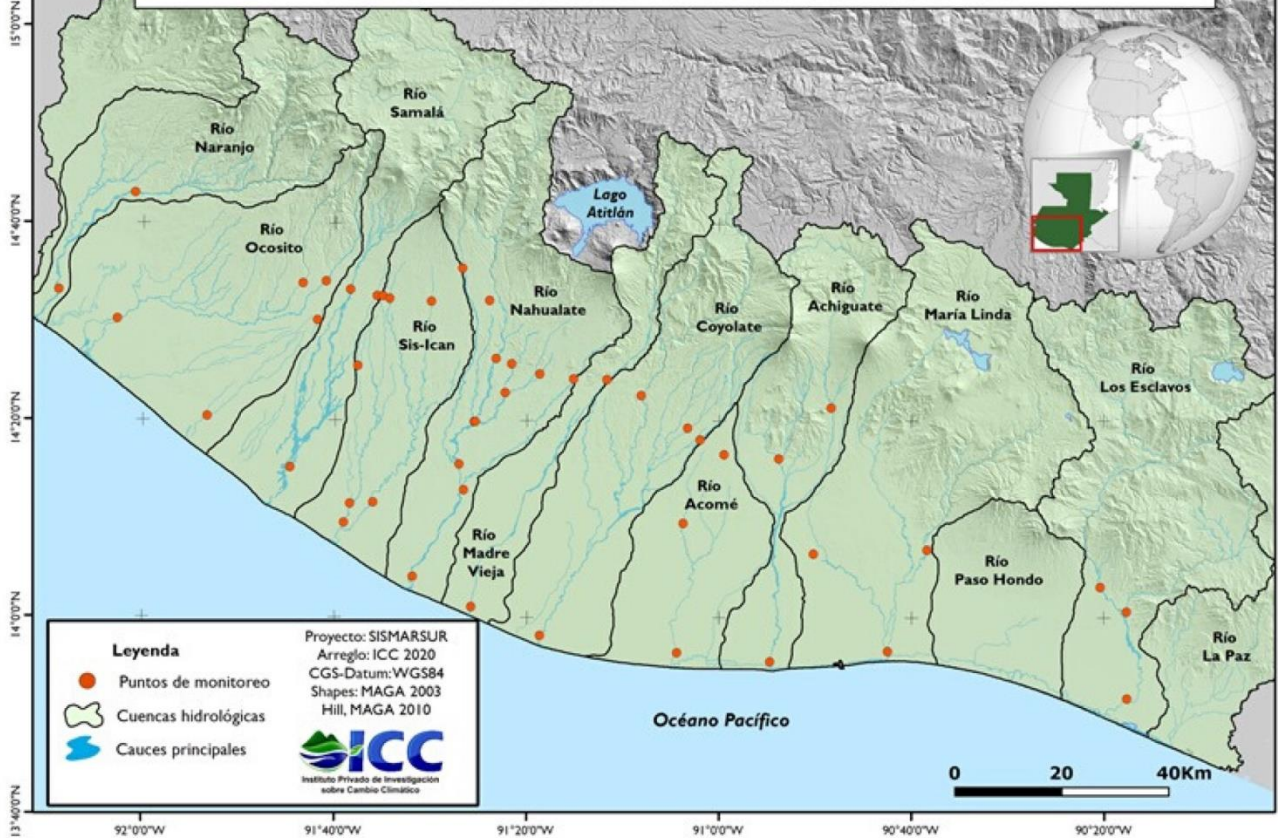 15°0'0"N
14°40'0"N
14°20'0"N
14°0'0"N
13°40'0"N
Río
Samalá
Río
Naranjo
Lago
Atitlán
Río
Ocosito
Río
Nahualate
Río
Sis-Ican
Río
Coyolate
Río
Achiguate
Río
María Linda
Río
Los Esclavos
Río
Acomé
Río
Madre
Vieja
Río
Paso Hondo
Río
La Paz
Leyenda
Puntos de monitoreo
Cuencas hidrológicas
Cauces principales
Proyecto: SISMARSUR
Arreglo: ICC 2020
CGS-Datum: WGS84
Shapes: MAGA 2003
Hill, MAGA 2010
ICC
Instituto Privado de Investigación
sobre Cambio Climático
Océano Pacífico
0 20 40Km
92°0'0"W 91°40'0"W 91°20'0"W 91°0'0"W 90°40'0"W 90°20'0"W